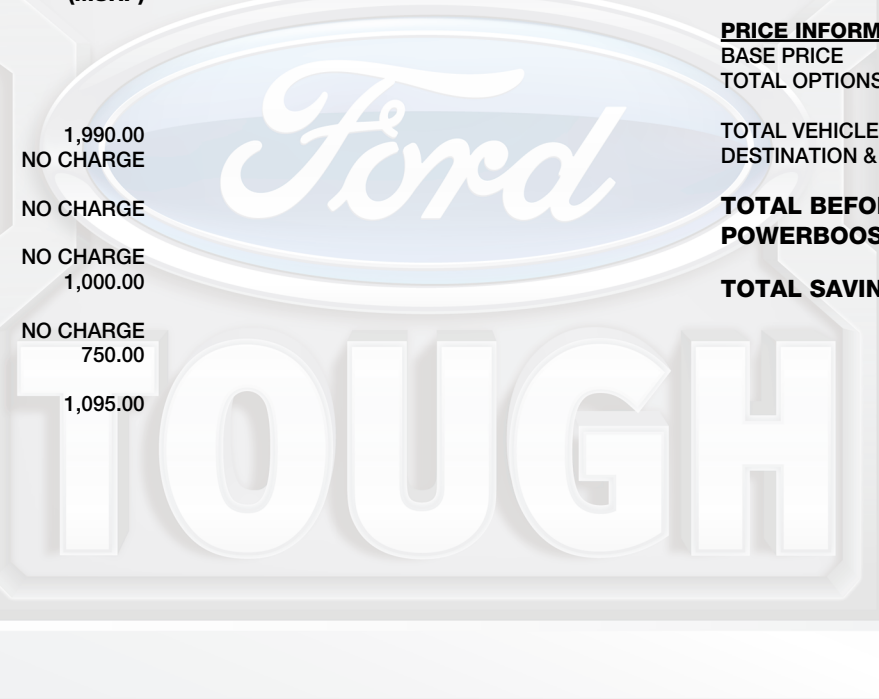 1,990.00
NO CHARGE
NO CHARGE
NO CHARGE
1,000.00
NO CHARGE
750.00
1,095.00
PRICE INFORM
BASE PRICE
TOTAL OPTIONS
TOTAL VEHICLE
DESTINATION &
TOTAL BEFO
POWERBOOS
TOTAL SAVIN
Ford
TOUGH